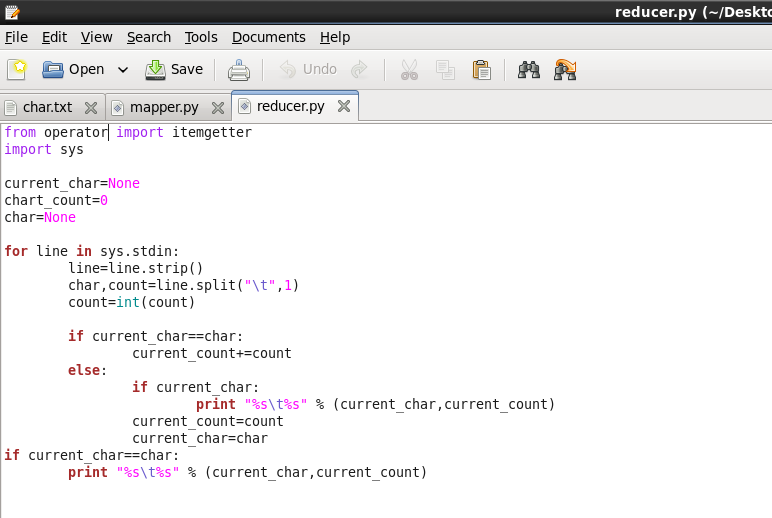 reducer.py (~/Deskto
File Edit View Search Tools Documents Help
Open Save Undo
char.txt mapper.py reducer.py
from operator import itemgetter
import sys
current_char=None
chart_count=0
char=None
for line in sys.stdin:
line=line.strip()
char,count=line.split("\t",1)
count=int(count)
if current_char==char:
current_count+=count
else:
if current_char:
print "%s\t%s" % (current_char,current_count)
current_count=count
current_char=char
if current_char==char:
print "%s\t%s" % (current_char,current_count)